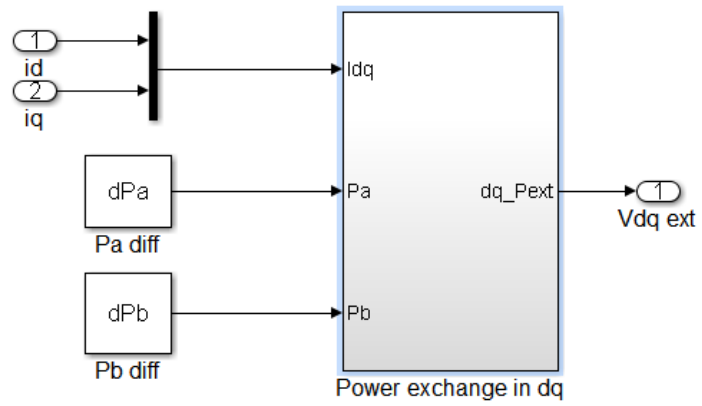 1
id
2
iq
dPa
Pa diff
dPb
Pb diff
Idq
Pa
Pb
dq_Pext
Power exchange in dq
1
Vdq ext